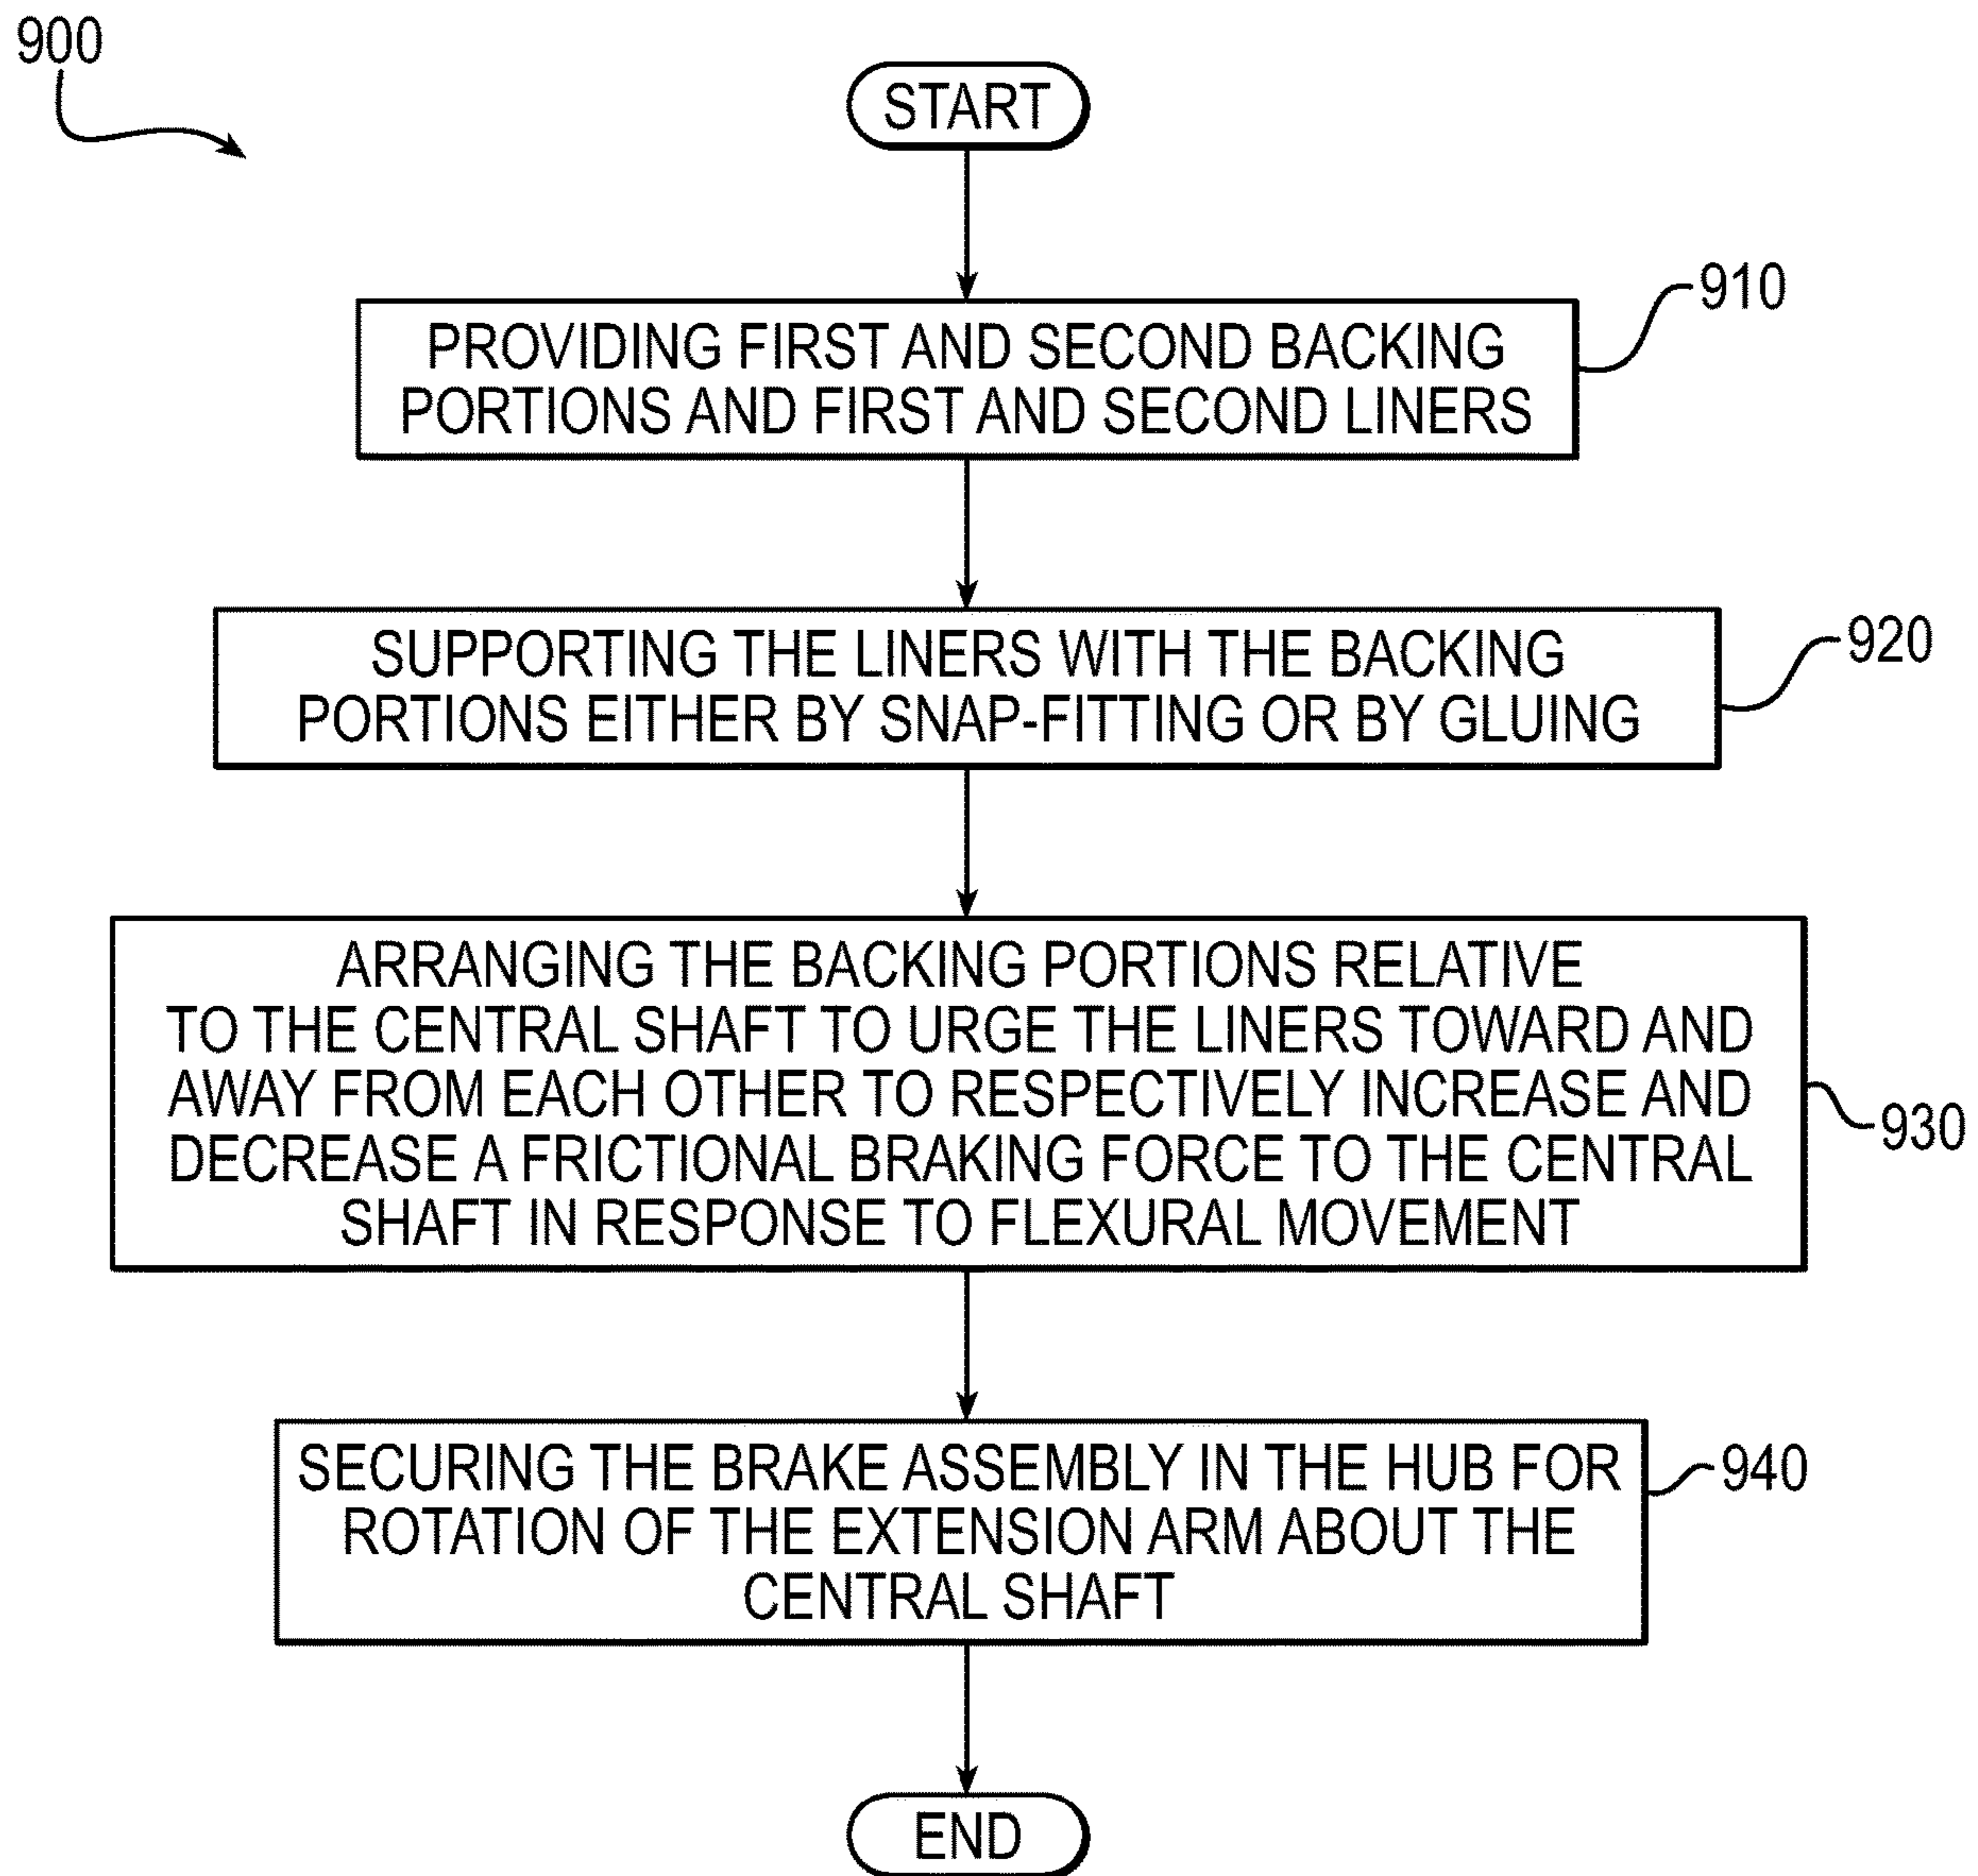 900
START
910
PROVIDING FIRST AND SECOND BACKING
PORTIONS AND FIRST AND SECOND LINERS
920
SUPPORTING THE LINERS WITH THE BACKING
PORTIONS EITHER BY SNAP-FITTING OR BY GLUING
ARRANGING THE BACKING PORTIONS RELATIVE
TO THE CENTRAL SHAFT TO URGE THE LINERS TOWARD AND
AWAY FROM EACH OTHER TO RESPECTIVELY INCREASE AND
DECREASE A FRICTIONAL BRAKING FORCE TO THE CENTRAL
SHAFT IN RESPONSE TO FLEXURAL MOVEMENT
930
SECURING THE BRAKE ASSEMBLY IN THE HUB FOR
ROTATION OF THE EXTENSION ARM ABOUT THE
CENTRAL SHAFT
940
END